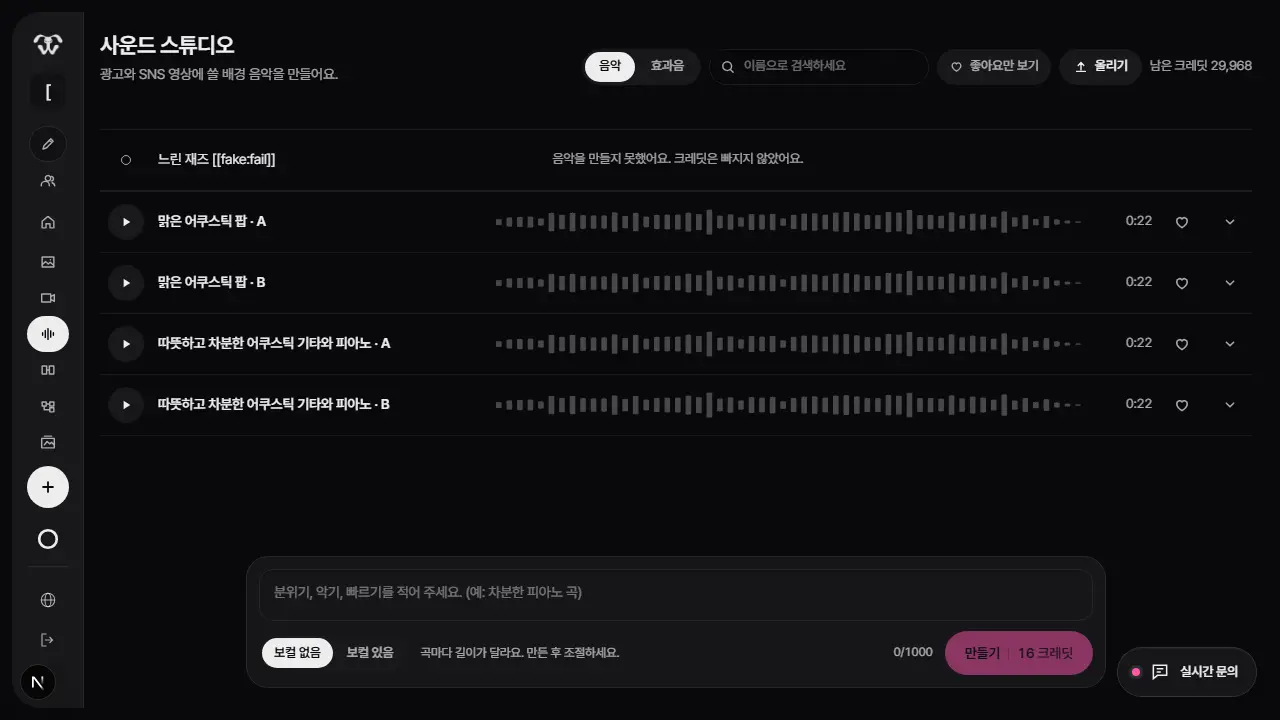 사운드 스튜디오
광고와 SNS 영상에 쓸 배경 음악을 만들어요.
음악
효과음
이름으로 검색하세요
좋아요만 보기
올리기
남은 크레딧 29,968
[
느린 재즈 [[fake:fail]]
음악을 만들지 못했어요. 크레딧은 빠지지 않았어요.
맑은 어쿠스틱 팝 · A
0:22
맑은 어쿠스틱 팝 · B
0:22
따뜻하고 차분한 어쿠스틱 기타와 피아노 · A
0:22
따뜻하고 차분한 어쿠스틱 기타와 피아노 · B
0:22
분위기, 악기, 빠르기를 적어 주세요. (예: 차분한 피아노 곡)
보컬 없음
보컬 있음
곡마다 길이가 달라요. 만든 후 조절하세요.
0/1000
만들기
16 크레딧
N
실시간 문의